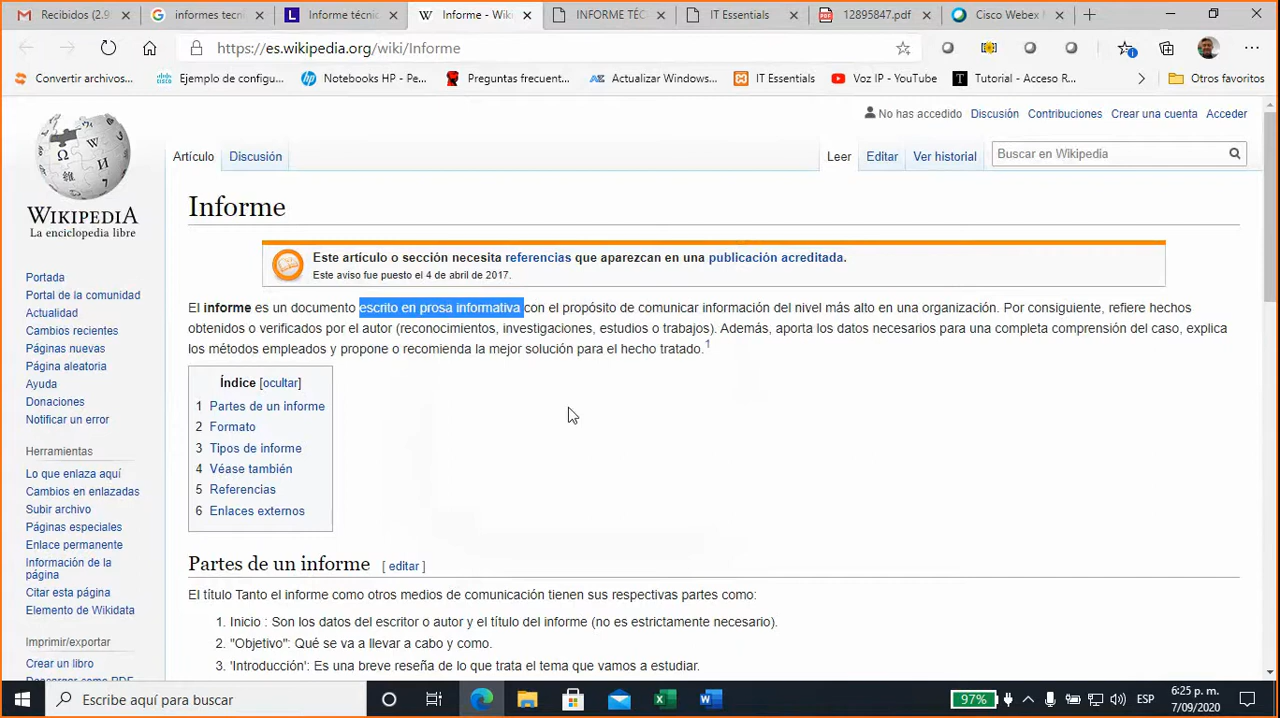 Recibidos (2.9
informes tecni
Informe técnic
Informe - Wiki
INFORME TÉC
IT Essentials
12895847.pdf
Cisco Webex M
https://es.wikipedia.org/wiki/Informe
Convertir archivos...
Ejemplo de configu...
Notebooks HP - Pe...
Preguntas frecuent...
Actualizar Windows...
IT Essentials
Voz IP - YouTube
Tutorial - Acceso R...
Otros favoritos
No has accedido Discusión Contribuciones Crear una cuenta Acceder
Artículo Discusión Leer Editar Ver historial Buscar en Wikipedia
WIKIPEDIA
La enciclopedia libre
Portada
Portal de la comunidad
Actualidad
Cambios recientes
Páginas nuevas
Página aleatoria
Ayuda
Donaciones
Notificar un error
Herramientas
Lo que enlaza aquí
Cambios en enlazadas
Subir archivo
Páginas especiales
Enlace permanente
Información de la
página
Citar esta página
Elemento de Wikidata
Imprimir/exportar
Crear un libro
Informe
Este artículo o sección necesita referencias que aparezcan en una publicación acreditada.
Este aviso fue puesto el 4 de abril de 2017.
El informe es un documento escrito en prosa informativa con el propósito de comunicar información del nivel más alto en una organización. Por consiguiente, refiere hechos
obtenidos o verificados por el autor (reconocimientos, investigaciones, estudios o trabajos). Además, aporta los datos necesarios para una completa comprensión del caso, explica
los métodos empleados y propone o recomienda la mejor solución para el hecho tratado.1
Índice [ocultar]
1 Partes de un informe
2 Formato
3 Tipos de informe
4 Véase también
5 Referencias
6 Enlaces externos
Partes de un informe [ editar ]
El título Tanto el informe como otros medios de comunicación tienen sus respectivas partes como:
1. Inicio : Son los datos del escritor o autor y el título del informe (no es estrictamente necesario).
2. "Objetivo": Qué se va a llevar a cabo y como.
3. 'Introducción': Es una breve reseña de lo que trata el tema que vamos a estudiar.
Escribe aquí para buscar
97%
ESP
6:25 p. m.
7/09/2020